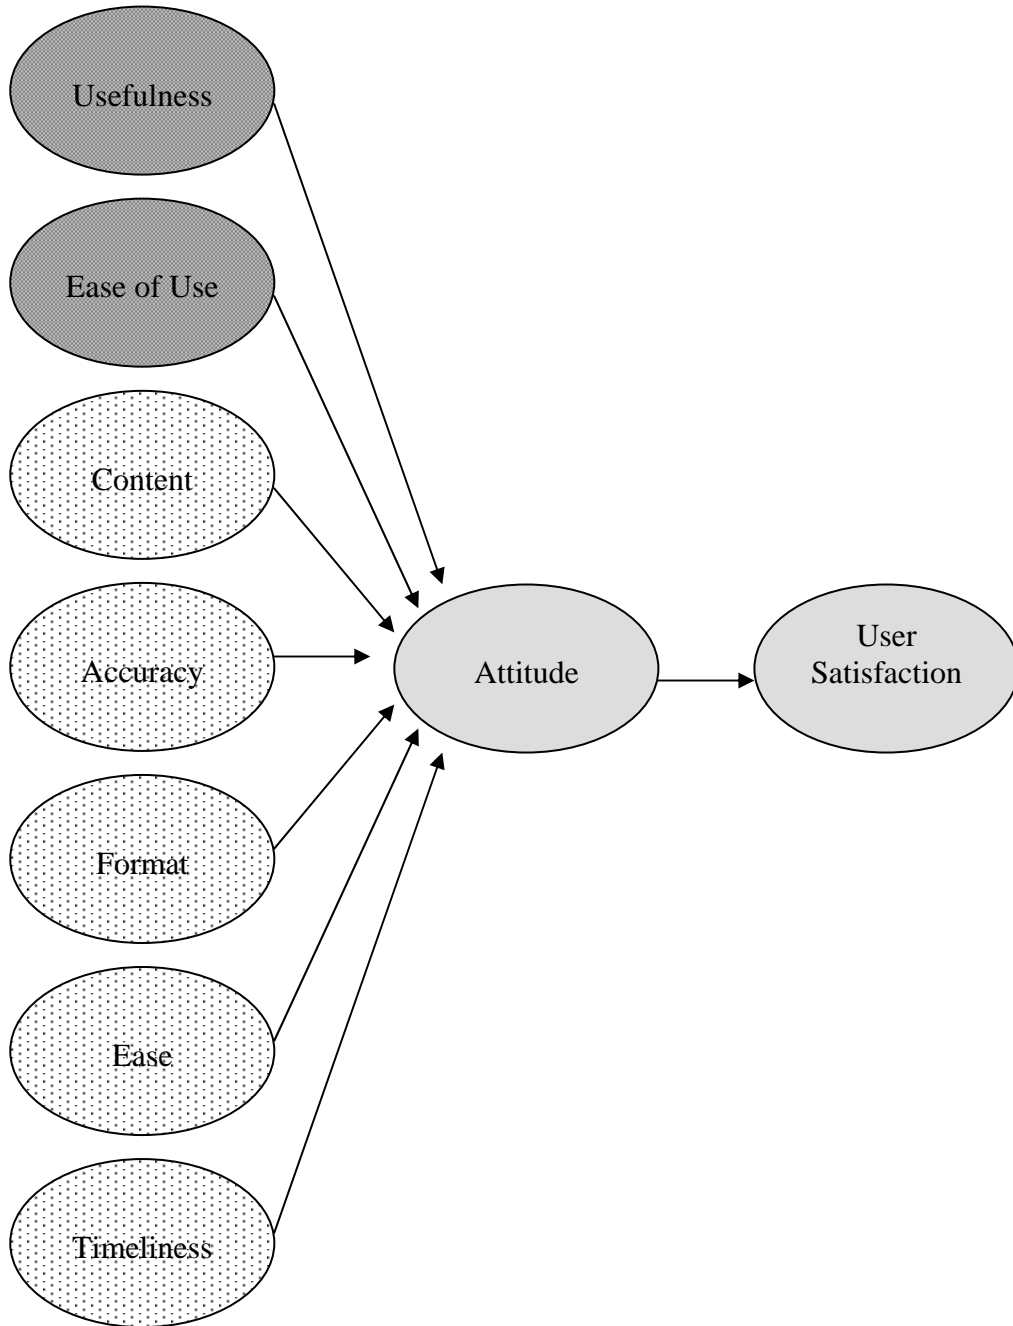 Usefulness
Ease of Use
Content
Accuracy
Format
Ease
Timeliness
Attitude
User
Satisfaction